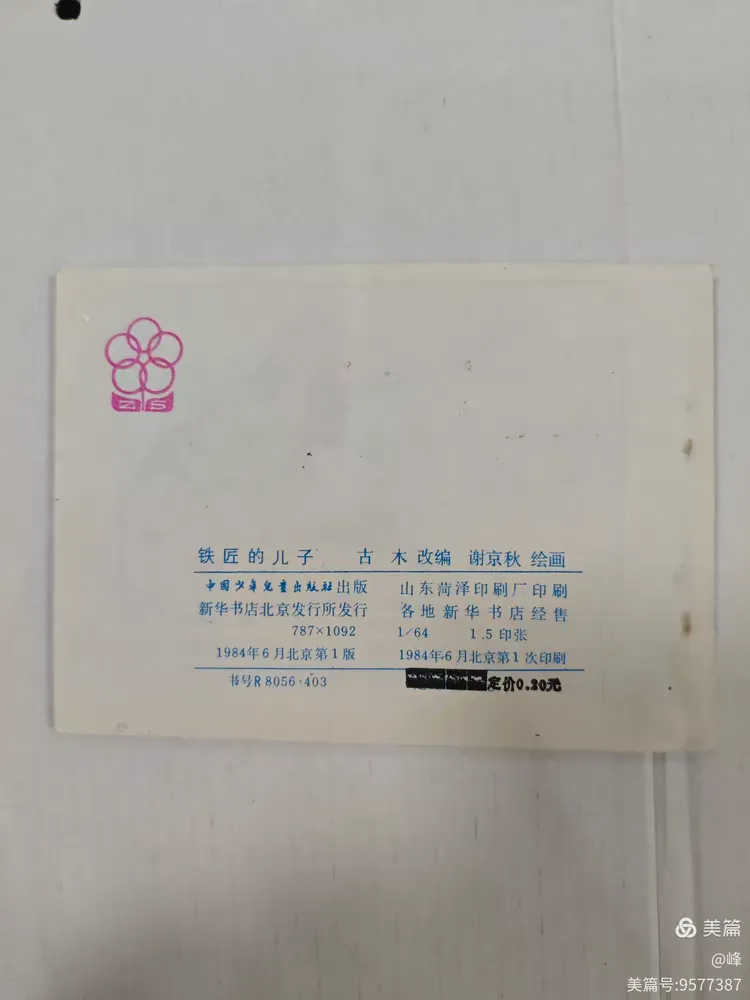 ZS
铁匠的儿子 古 木 改编 谢京秋 绘画
中国少年儿童出版社出版 山东菏泽印刷厂印刷
新华书店北京发行所发行 各地新华书店经售
787×1092 1/64 1.5印张
1984年6月北京第1版 1984年6月北京第1次印刷
书号R 8056·403 定价0.20元
美篇
@峰
美篇号:9577387